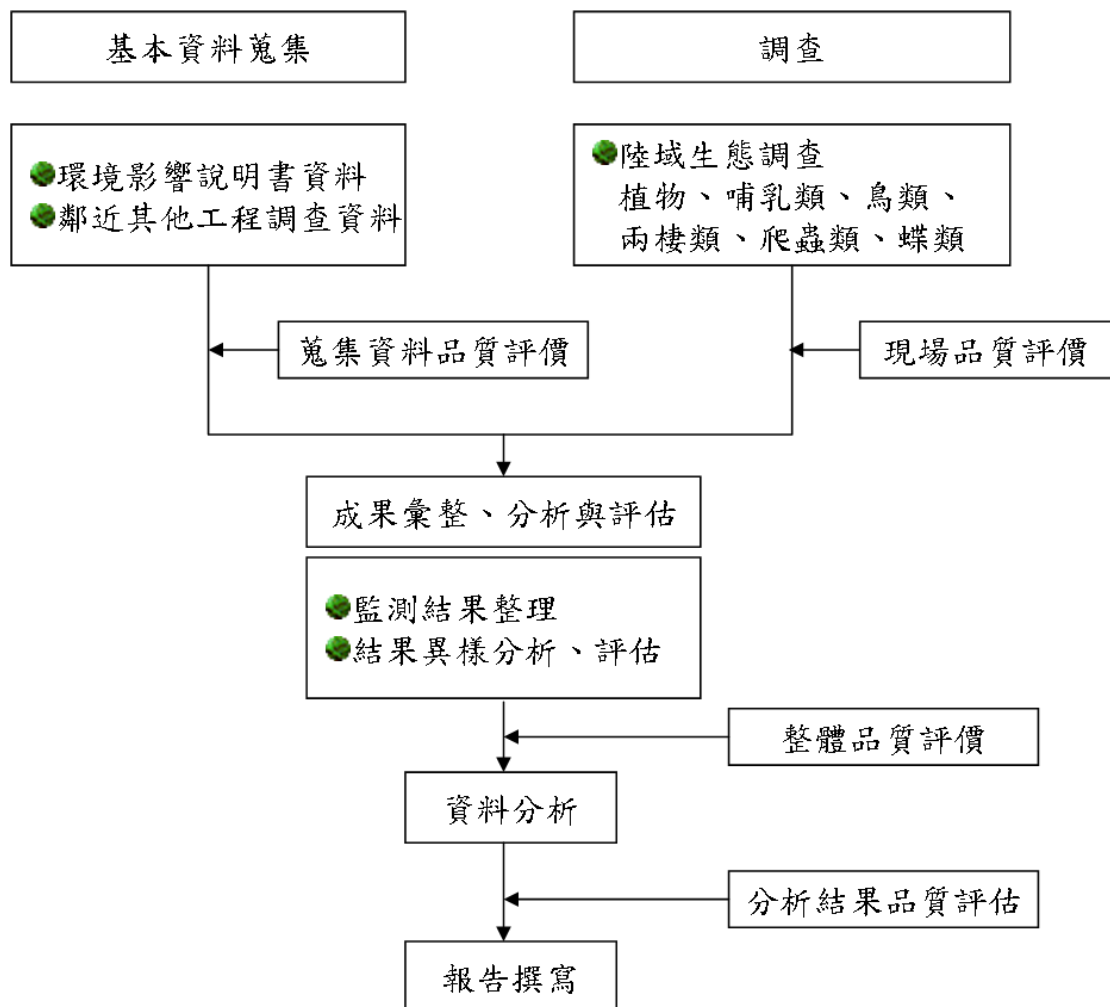 基本資料蒐集
調查
●環境影響說明書資料
●鄰近其他工程調查資料
●陸域生態調查
植物、哺乳類、鳥類、
兩棲類、爬蟲類、蝶類
蒐集資料品質評價
現場品質評價
成果彙整、分析與評估
●監測結果整理
●結果異樣分析、評估
整體品質評價
資料分析
分析結果品質評估
報告撰寫